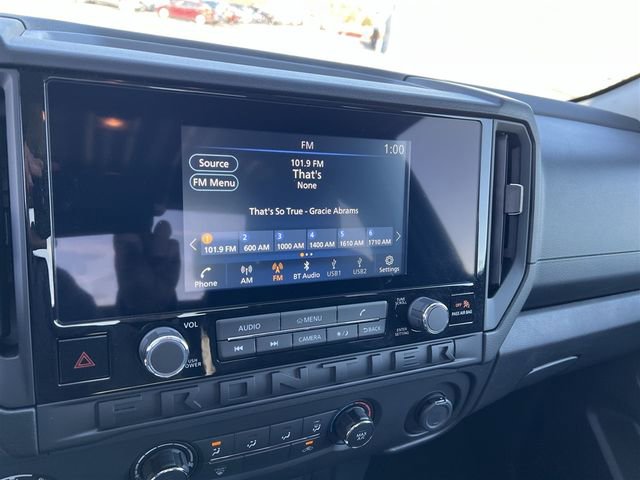 FM
1:00
Source
101.9 FM
That's
FM Menu
None
That's So True - Gracie Abrams
1 2 3 4 5 6
101.9 FM 600 AM 1000 AM 1400 AM 1610 AM 1710 AM
Phone AM FM BT Audio USB1 USB2 Settings
VOL
PUSH POWER
AUDIO MENU
CAMERA BACK
TUNE SCROLL
ENTER SETTING
OFF
PASS AIR BAG
FRONTIER
MAX A/C